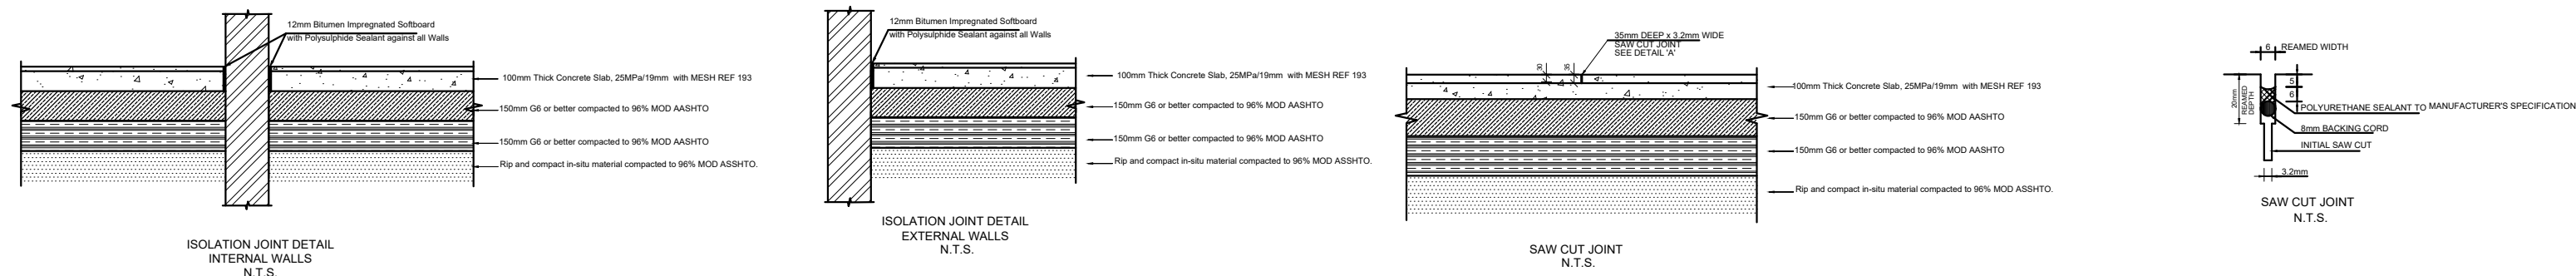 12mm Bitumen Impregnated Softboard
with Polysulphide Sealant against all Walls
100mm Thick Concrete Slab, 25MPa/19mm with MESH REF 193
150mm G6 or better compacted to 96% MOD AASHTO
150mm G6 or better compacted to 96% MOD AASHTO
Rip and compact in-situ material compacted to 96% MOD ASSHTO.
ISOLATION JOINT DETAIL
INTERNAL WALLS
N.T.S.
12mm Bitumen Impregnated Softboard
with Polysulphide Sealant against all Walls
100mm Thick Concrete Slab, 25MPa/19mm with MESH REF 193
150mm G6 or better compacted to 96% MOD AASHTO
150mm G6 or better compacted to 96% MOD AASHTO
Rip and compact in-situ material compacted to 96% MOD ASSHTO.
ISOLATION JOINT DETAIL
EXTERNAL WALLS
N.T.S.
35mm DEEP x 3.2mm WIDE
SAW CUT JOINT
SEE DETAIL 'A'
30
35
100mm Thick Concrete Slab, 25MPa/19mm with MESH REF 193
150mm G6 or better compacted to 96% MOD AASHTO
150mm G6 or better compacted to 96% MOD AASHTO
Rip and compact in-situ material compacted to 96% MOD ASSHTO.
SAW CUT JOINT
N.T.S.
6 REAMED WIDTH
5
6
20mm
REAMED
DEPTH
POLYURETHANE SEALANT TO MANUFACTURER'S SPECIFICATION
8mm BACKING CORD
INITIAL SAW CUT
3.2mm
SAW CUT JOINT
N.T.S.